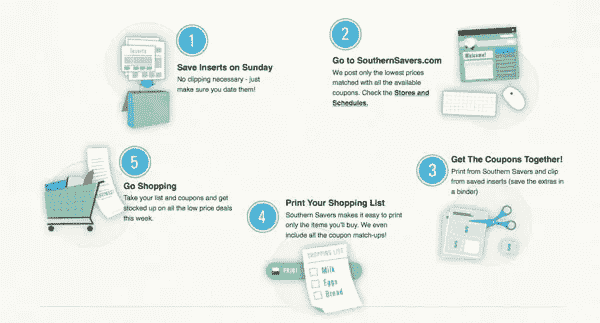 1
Inserts
Save Inserts on Sunday
No clipping necessary - just
make sure you date them!
2
Go to SouthernSavers.com
We post only the lowest prices
matched with all the available
coupons. Check the Stores and
Schedules.
Welcome!
3
Get The Coupons Together!
Print from Southern Savers and clip
from saved inserts (save the extras in
a binder)
$
$
4
Print Your Shopping List
Southern Savers makes it easy to print
only the items you'll buy. We even
include all the coupon match-ups!
PRINT
SHOPPING LIST
Milk
Eggs
Bread
5
Go Shopping
Take your list and coupons and get
stocked up on all the low price deals
this week.